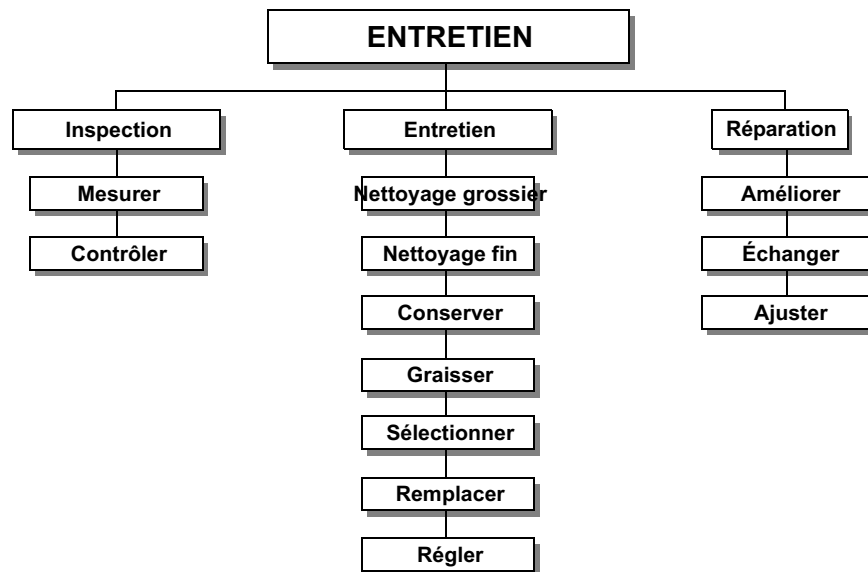 ENTRETIEN
Inspection
Entretien
Réparation
Mesurer
Nettoyage grossier
Améliorer
Contrôler
Nettoyage fin
Échanger
Conserver
Ajuster
Graisser
Sélectionner
Remplacer
Régler